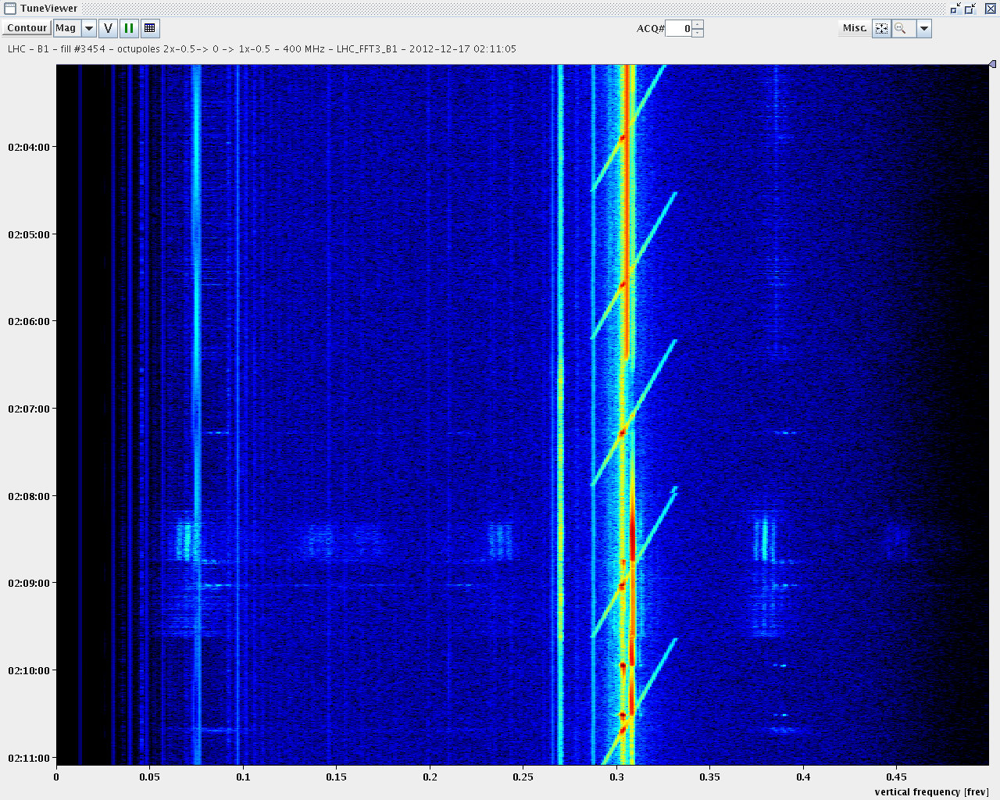 TuneViewer
Contour Mag V ACQ# 0 Misc.
LHC - B1 - fill #3454 - octupoles 2x-0.5-> 0 -> 1x-0.5 - 400 MHz - LHC_FFT3_B1 - 2012-12-17 02:11:05
02:04:00
02:05:00
02:06:00
02:07:00
02:08:00
02:09:00
02:10:00
02:11:00
0 0.05 0.1 0.15 0.2 0.25 0.3 0.35 0.4 0.45
vertical frequency [frev]